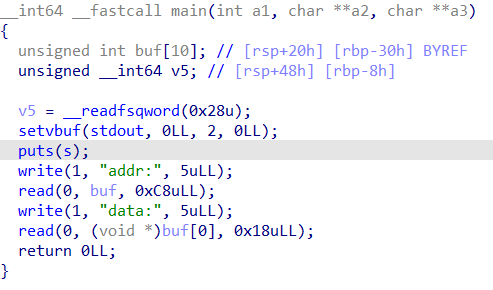 __int64 __fastcall main(int a1, char **a2, char **a3)
{
unsigned int buf[10]; // [rsp+20h] [rbp-30h] BYREF
unsigned __int64 v5; // [rsp+48h] [rbp-8h]
v5 = __readfsqword(0x28u);
setvbuf(stdout, 0LL, 2, 0LL);
puts(s);
write(1, "addr:", 5uLL);
read(0, buf, 0xC8uLL);
write(1, "data:", 5uLL);
read(0, (void *)buf[0], 0x18uLL);
return 0LL;
}